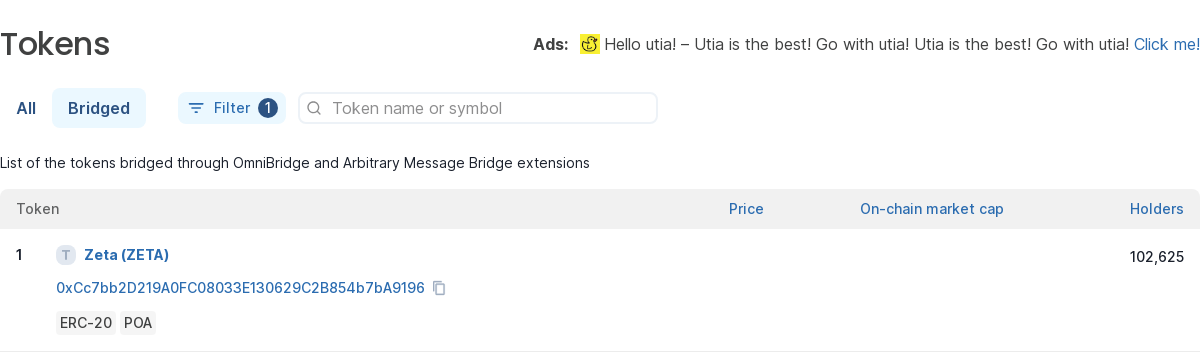 Tokens
Ads: Hello utia! – Utia is the best! Go with utia! Utia is the best! Go with utia! Click me!
All Bridged Filter 1 Token name or symbol
List of the tokens bridged through OmniBridge and Arbitrary Message Bridge extensions
Token Price On-chain market cap Holders
1 T Zeta (ZETA) 102,625
0xCc7bb2D219A0FC08033E130629C2B854b7bA9196
ERC-20 POA